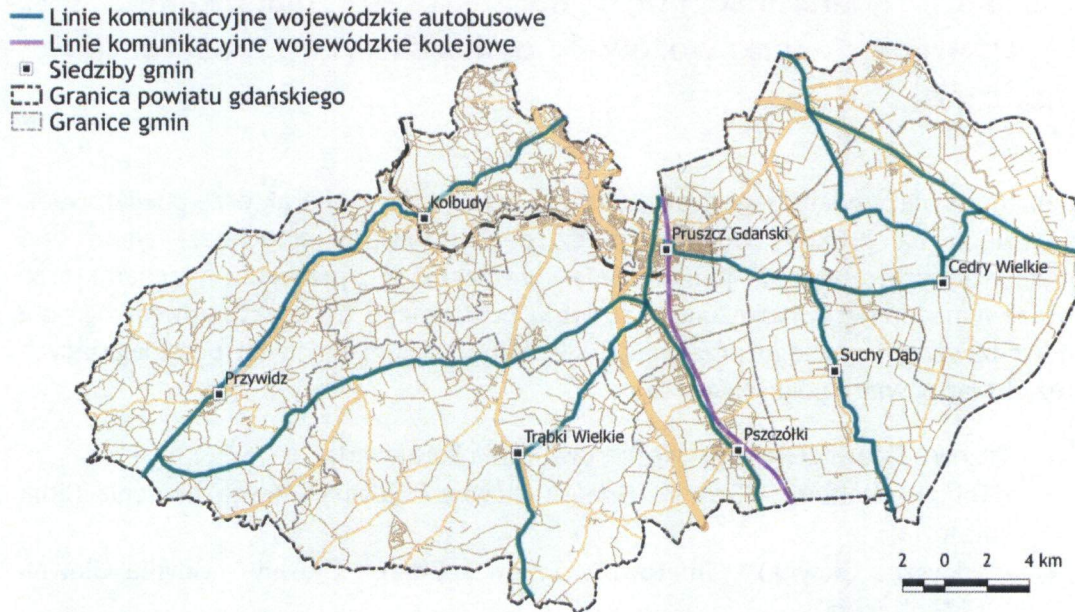 Linie komunikacyjne wojewódzkie autobusowe
Linie komunikacyjne wojewódzkie kolejowe
Siedziby gmin
Granica powiatu gdańskiego
Granice gmin
Kolbudy
Pruszcz Gdański
Cedry Wielkie
Suchy Dąb
Przywidz
Trąbki Wielkie
Pszczółki
2 0 2 4 km